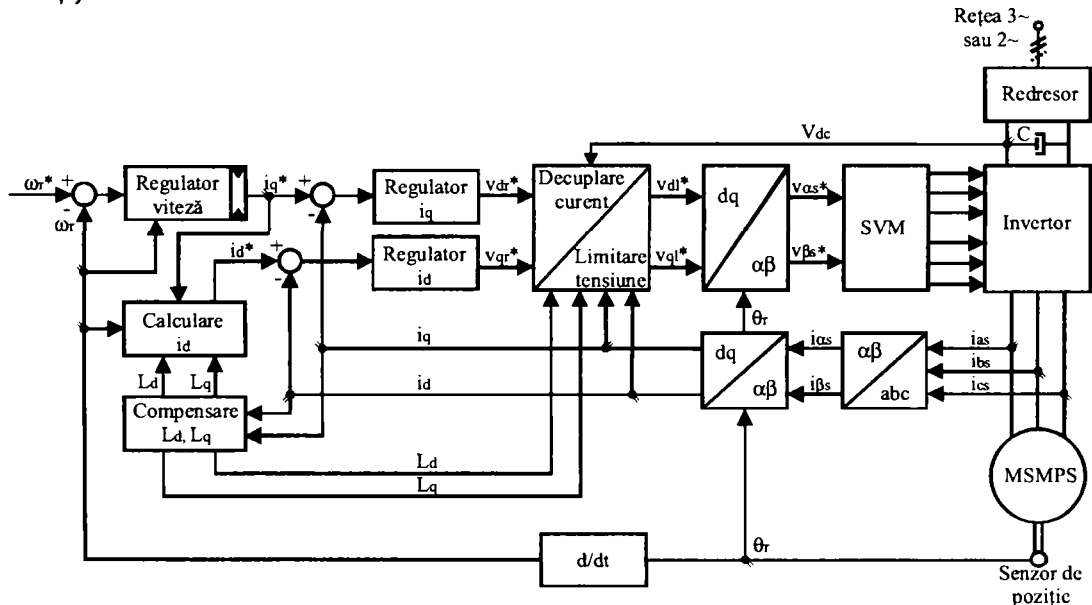 Rețea 3~
sau 2~
Redresor
Vdc
C
ωr*
+
-
ωr
Regulator
viteză
iq*
+
-
Regulator
iq
vdr*
Decuplare
curent
Limitare
tensiune
vdl*
dq
αβ
vαs*
SVM
Invertor
id*
+
-
Regulator
id
vqr*
vql*
vβs*
θr
Calculare
id
iq
dq
αβ
iαs
αβ
abc
ias
ibs
Ld
Lq
id
iβs
ics
Compensare
Ld, Lq
Ld
Lq
MSMPS
d/dt
θr
Senzor de
poziție